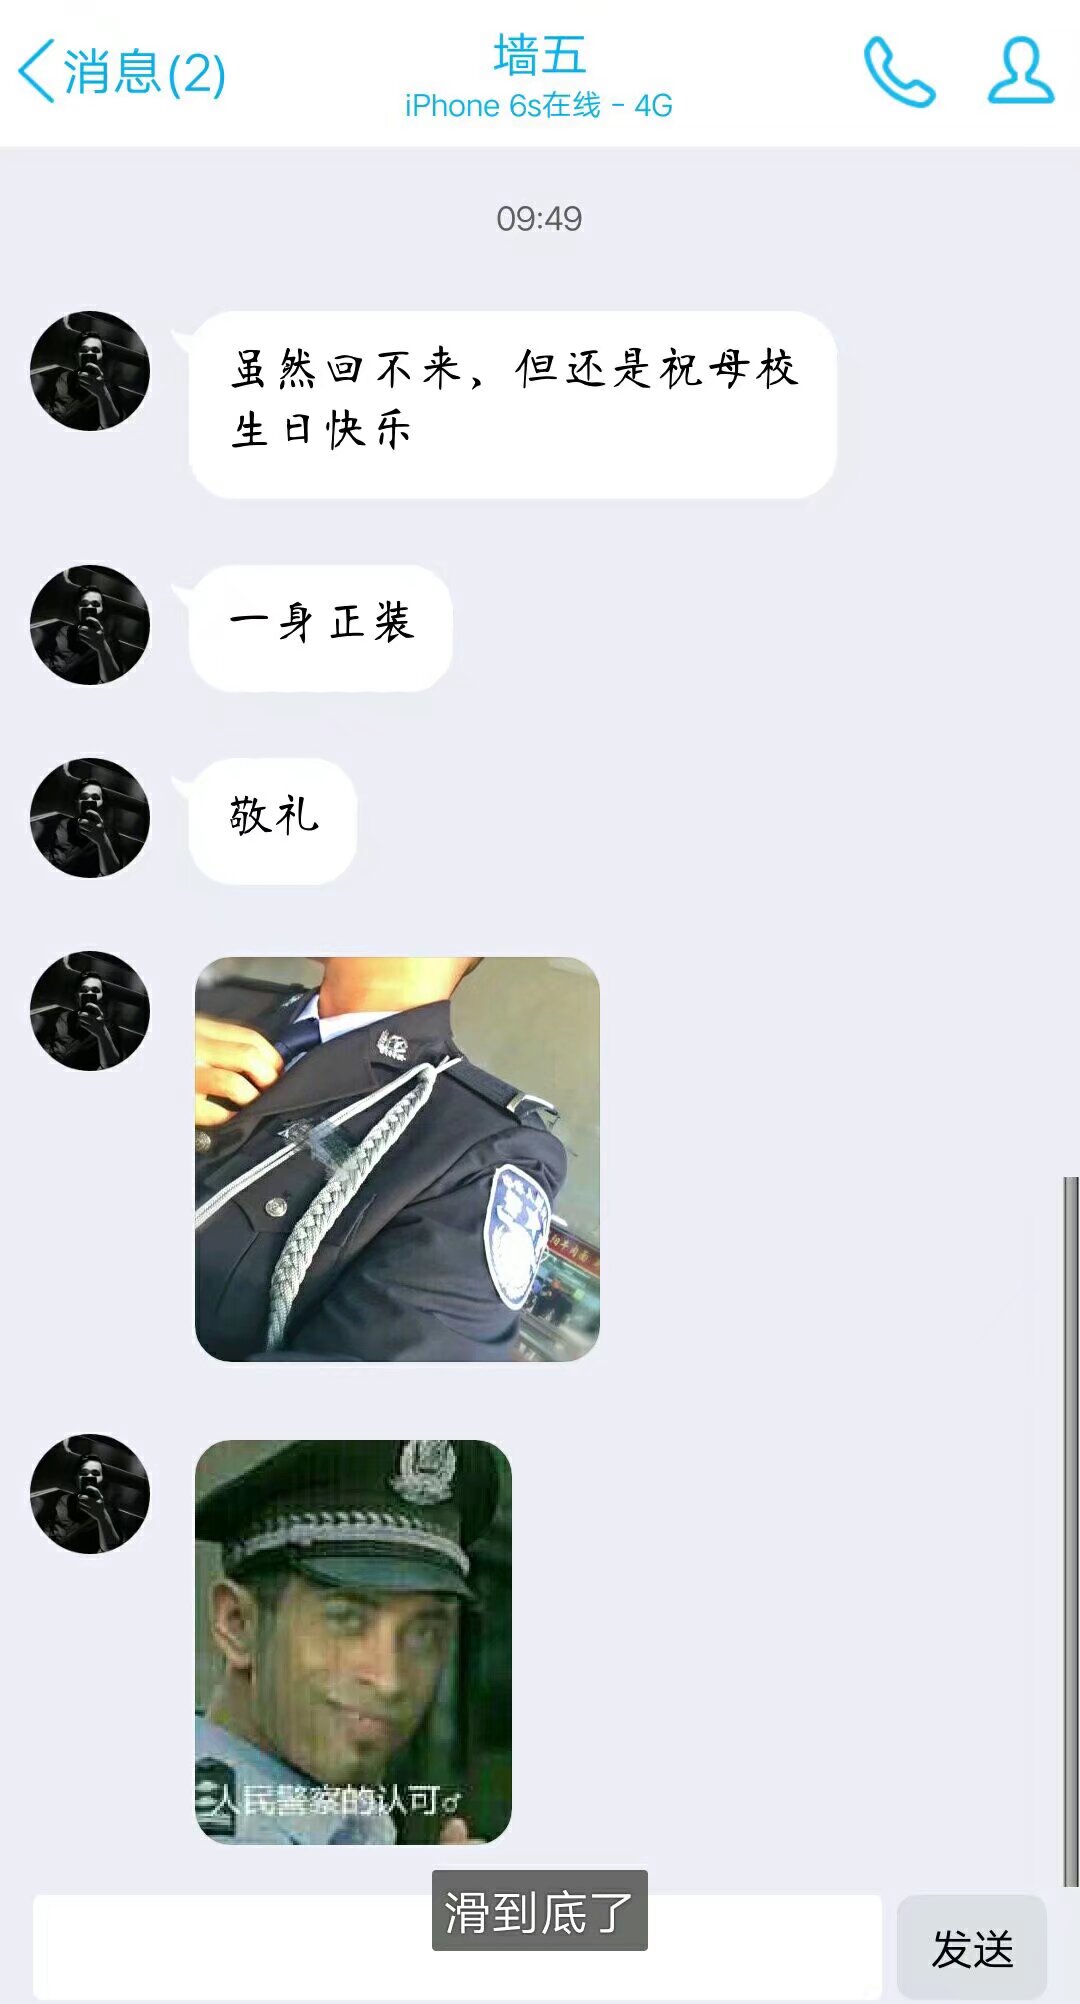 消息(2)
墙五
iPhone 6s在线 - 4G
09:49
虽然回不来，但还是祝母校
生日快乐
一身正装
敬礼
人民警察的认可♂
滑到底了
发送